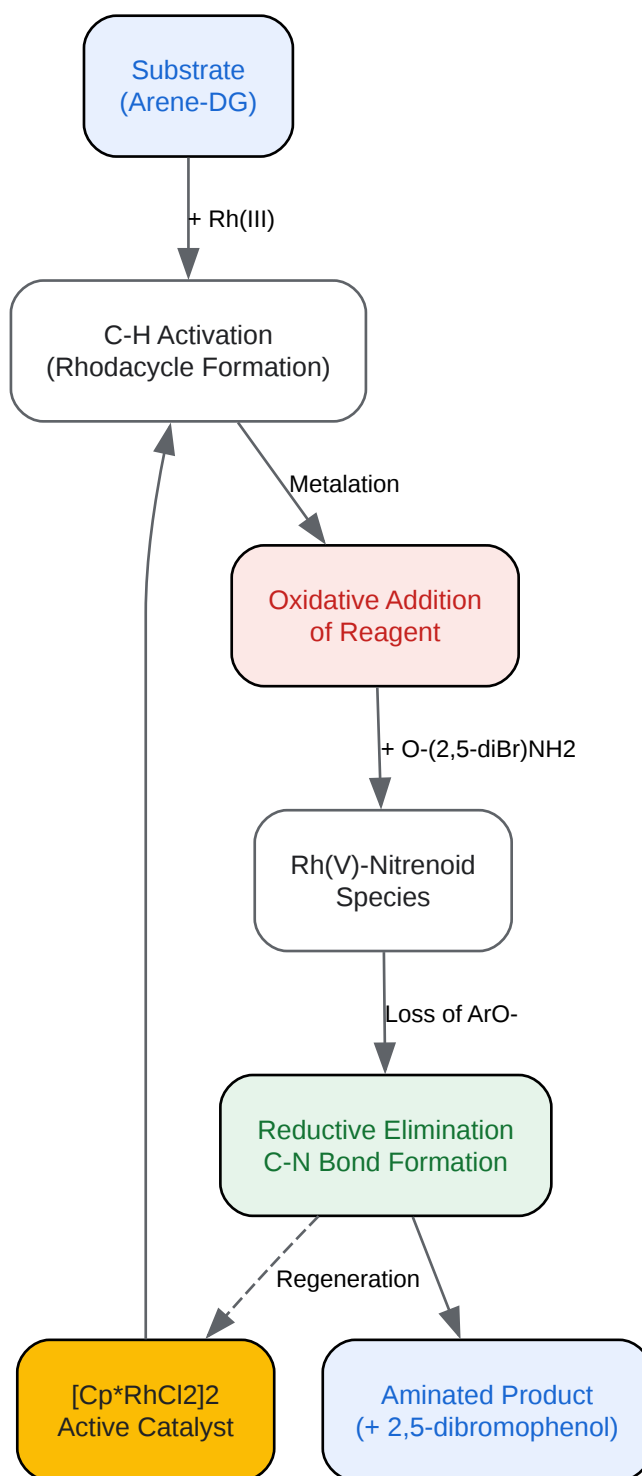 Substrate
(Arene-DG)
+ Rh(III)
C-H Activation
(Rhodacycle Formation)
Metalation
Oxidative Addition
of Reagent
+ O-(2,5-diBr)NH2
Rh(V)-Nitrenoid
Species
Loss of ArO-
Reductive Elimination
C-N Bond Formation
Regeneration
[Cp*RhCl2]2
Active Catalyst
Aminated Product
(+ 2,5-dibromophenol)